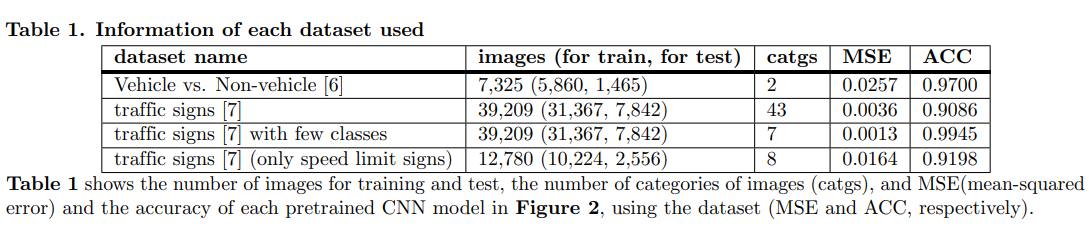 Table 1. Information of each dataset used
dataset name images (for train, for test) catgs MSE ACC
Vehicle vs. Non-vehicle [6] 7,325 (5,860, 1,465) 2 0.0257 0.9700
traffic signs [7] 39,209 (31,367, 7,842) 43 0.0036 0.9086
traffic signs [7] with few classes 39,209 (31,367, 7,842) 7 0.0013 0.9945
traffic signs [7] (only speed limit signs) 12,780 (10,224, 2,556) 8 0.0164 0.9198
Table 1 shows the number of images for training and test, the number of categories of images (catgs), and MSE(mean-squared
error) and the accuracy of each pretrained CNN model in Figure 2, using the dataset (MSE and ACC, respectively).